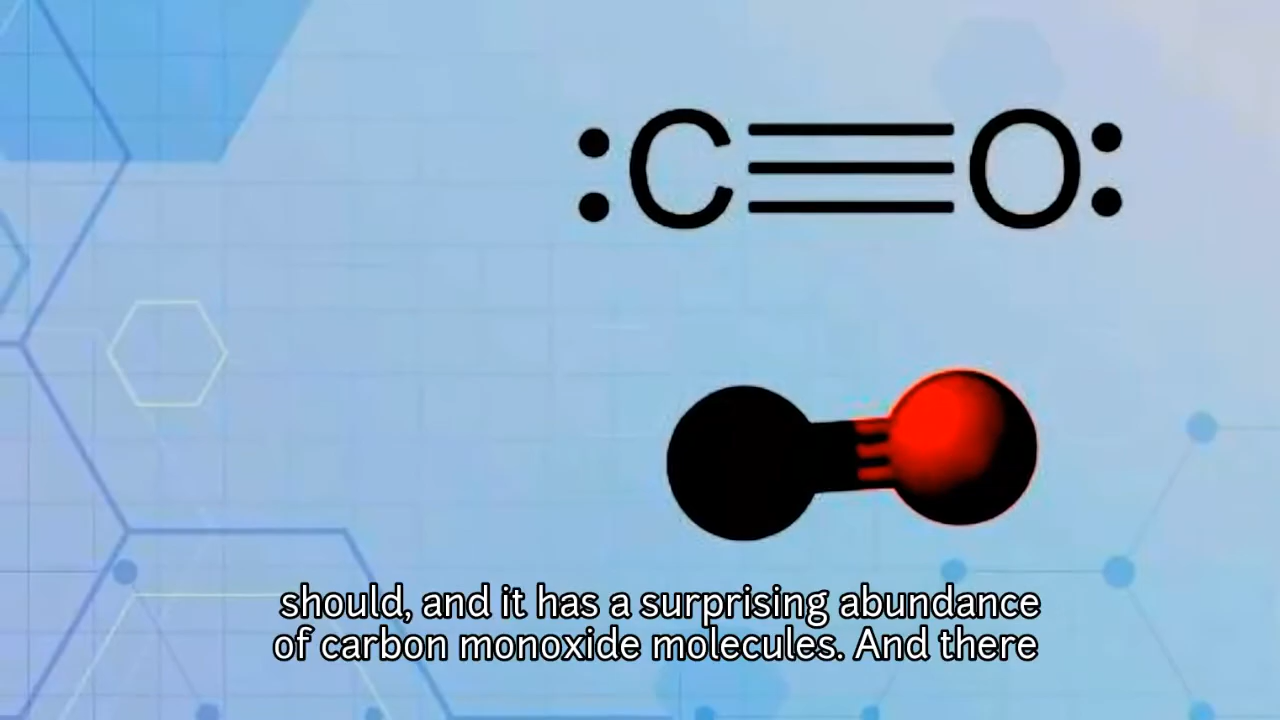 :C≡O:
should, and it has a surprising abundance
of carbon monoxide molecules. And there